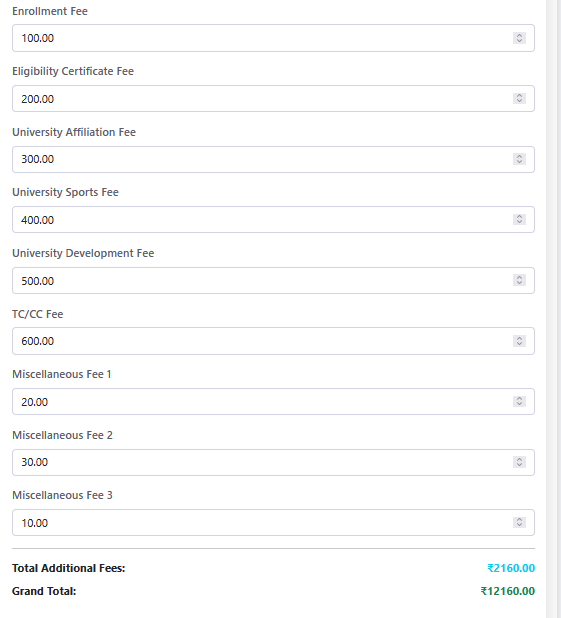 Enrollment Fee
100.00
Eligibility Certificate Fee
200.00
University Affiliation Fee
300.00
University Sports Fee
400.00
University Development Fee
500.00
TC/CC Fee
600.00
Miscellaneous Fee 1
20.00
Miscellaneous Fee 2
30.00
Miscellaneous Fee 3
10.00
Total Additional Fees: ₹2160.00
Grand Total: ₹12160.00